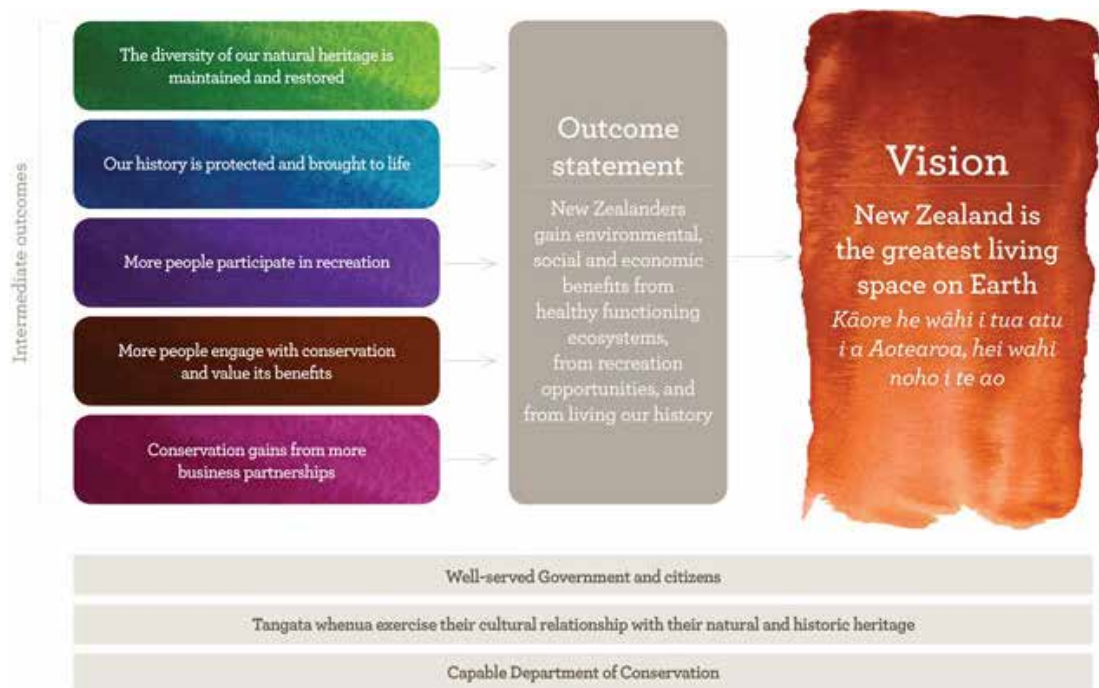 Intermediate outcomes
The diversity of our natural heritage is
maintained and restored
Our history is protected and brought to life
More people participate in recreation
More people engage with conservation
and value its benefits
Conservation gains from more
business partnerships
Outcome
statement
New Zealanders
gain environmental,
social and economic
benefits from
healthy functioning
ecosystems,
from recreation
opportunities, and
from living our history
Vision
New Zealand is
the greatest living
space on Earth
Kāore he wāhi i tua atu
i a Aotearoa, hei wahi
noho i te ao
Well-served Government and citizens
Tangata whenua exercise their cultural relationship with their natural and historic heritage
Capable Department of Conservation